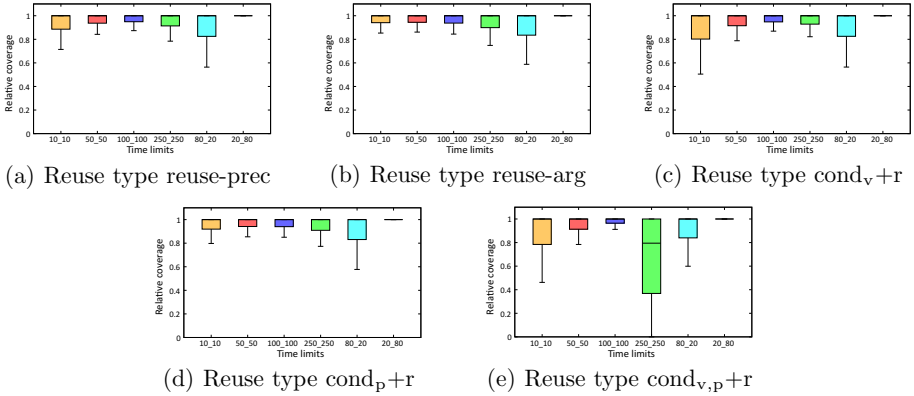 Relative coverage
1
0.8
0.6
0.4
0.2
0
10_10 50_50 100_100 250_250 80_20 20_80
Time limits
(a) Reuse type reuse-prec
Relative coverage
1
0.8
0.6
0.4
0.2
0
10_10 50_50 100_100 250_250 80_20 20_80
Time limits
(b) Reuse type reuse-arg
Relative coverage
1
0.8
0.6
0.4
0.2
0
10_10 50_50 100_100 250_250 80_20 20_80
Time limits
(c) Reuse type condᵥ+r
Relative coverage
1
0.8
0.6
0.4
0.2
0
10_10 50_50 100_100 250_250 80_20 20_80
Time limits
(d) Reuse type condₚ+r
Relative coverage
1
0.8
0.6
0.4
0.2
0
10_10 50_50 100_100 250_250 80_20 20_80
Time limits
(e) Reuse type condᵥ,ₚ+r